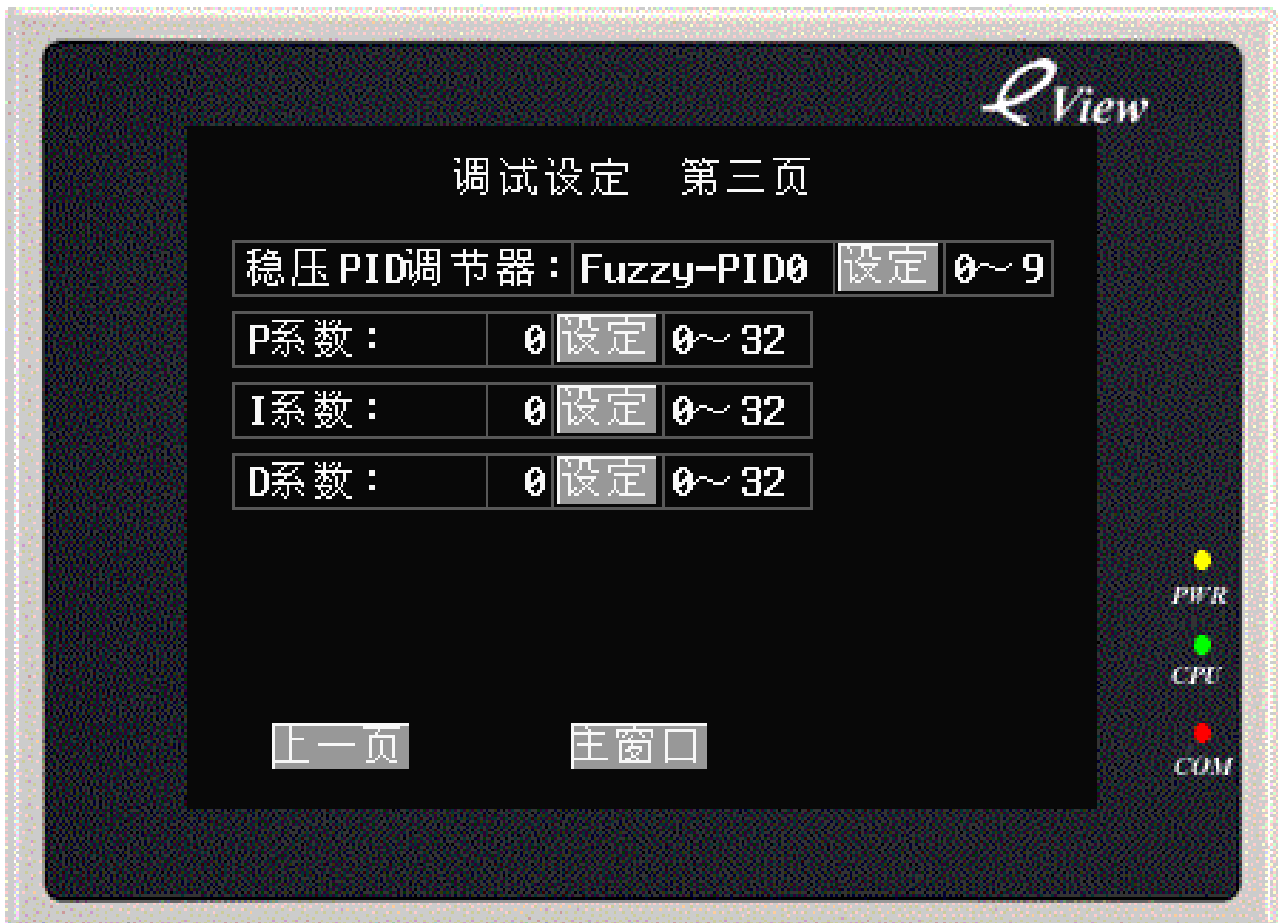 eView
调试设定 第三页
稳压PID调节器: Fuzzy-PID0 设定 0～9
P系数: 0 设定 0～32
I系数: 0 设定 0～32
D系数: 0 设定 0～32
PWR
CPU
上一页 主窗口
COM